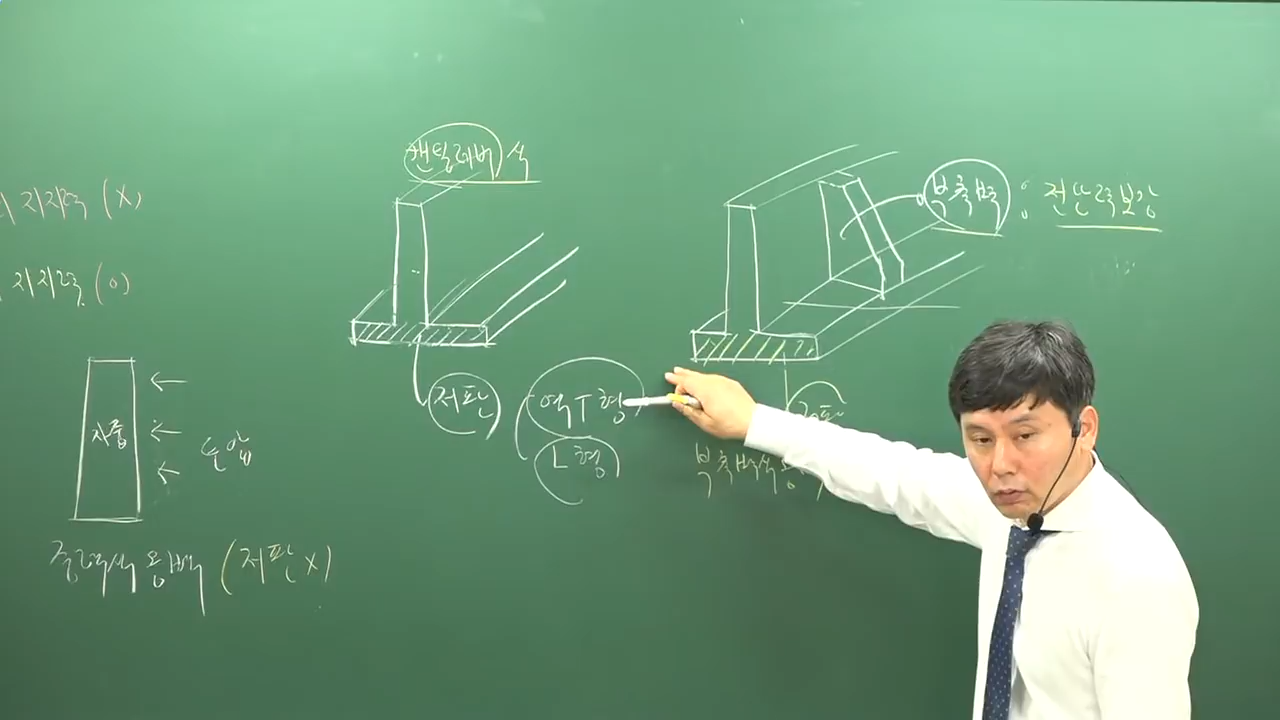 지지력 (X)
지지력 (O)
자중
토압
중력식 옹벽 (저판 X)
캔틸레버식
저판
역T형
L형
부축벽 : 전단력 보강
부축벽식 옹